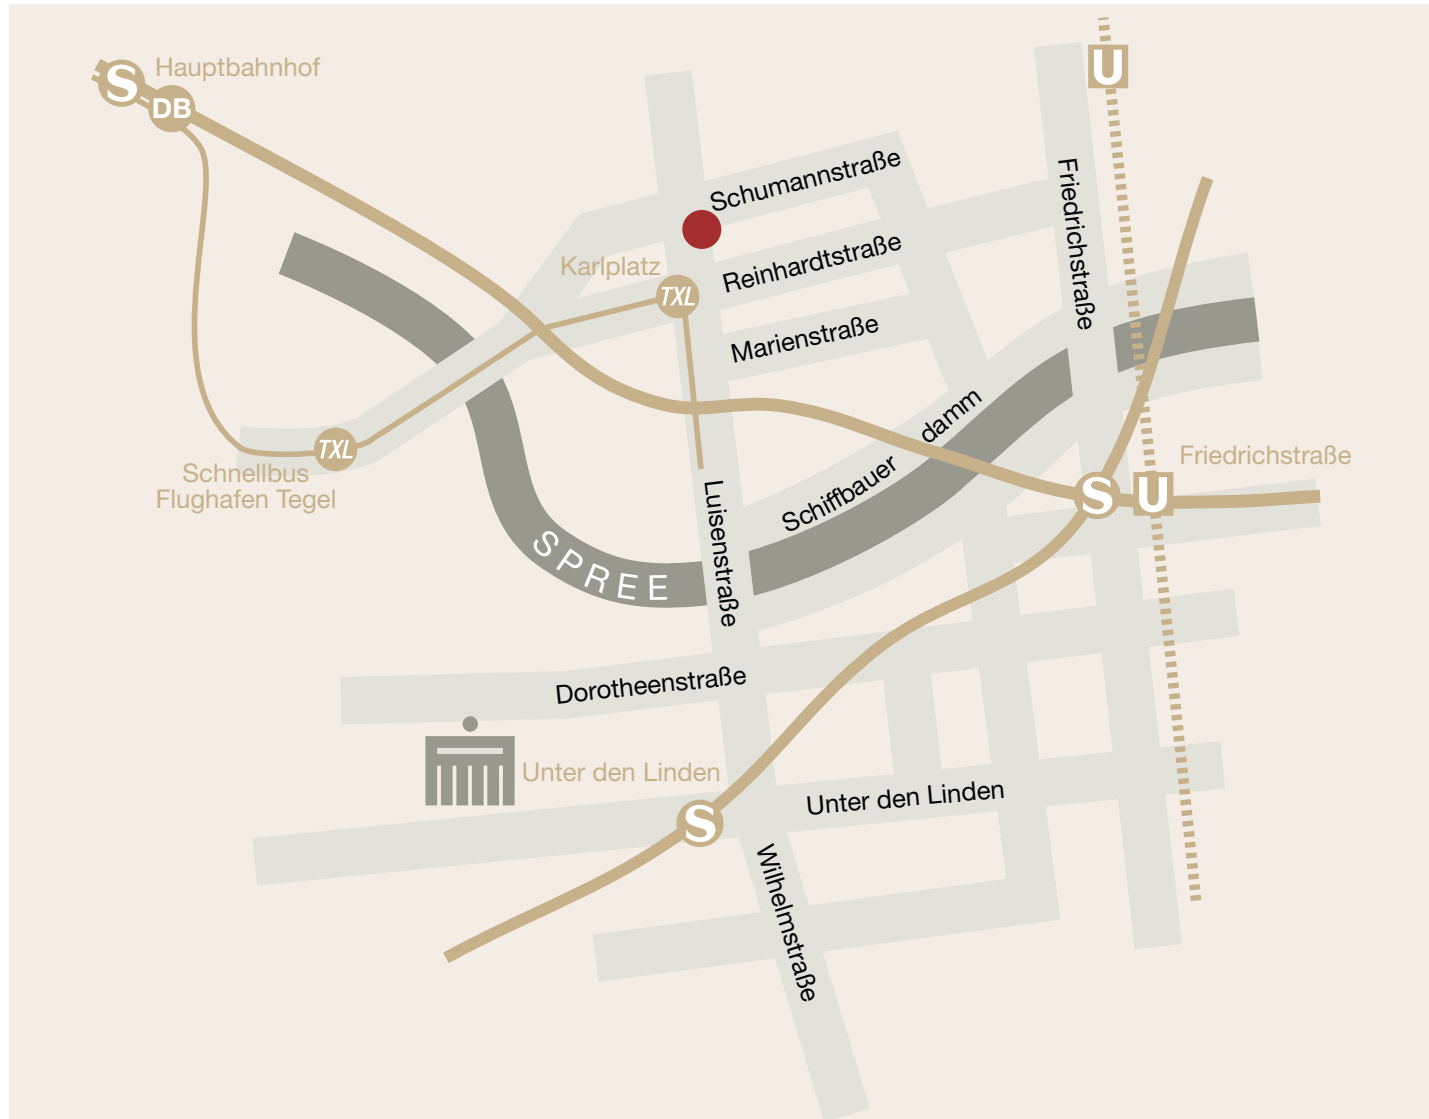 U
S
Hauptbahnhof
DB
Schumannstraße
Friedrichstraße
Reinhardtstraße
Karlplatz
TXL
Marienstraße
Schiffbauer damm
TXL
Schnellbus
Flughafen Tegel
Friedrichstraße
S
U
Luisenstraße
SPREE
Dorotheenstraße
Unter den Linden
Unter den Linden
S
Wilhelmstraße